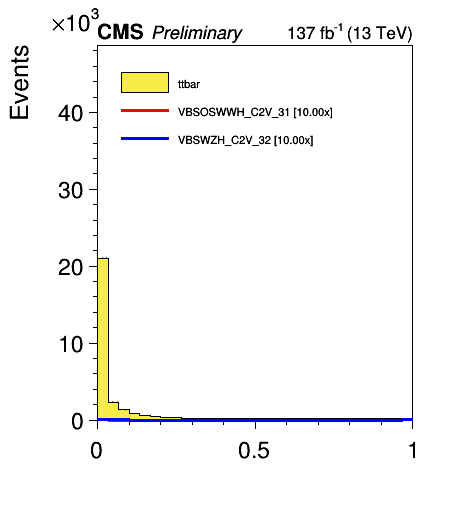 ×10³
CMS Preliminary 137 fb⁻¹ (13 TeV)
Events
ttbar
VBSOSWWH_C2V_31 [10.00x]
VBSWZH_C2V_32 [10.00x]
40
30
20
10
0
0 0.5 1